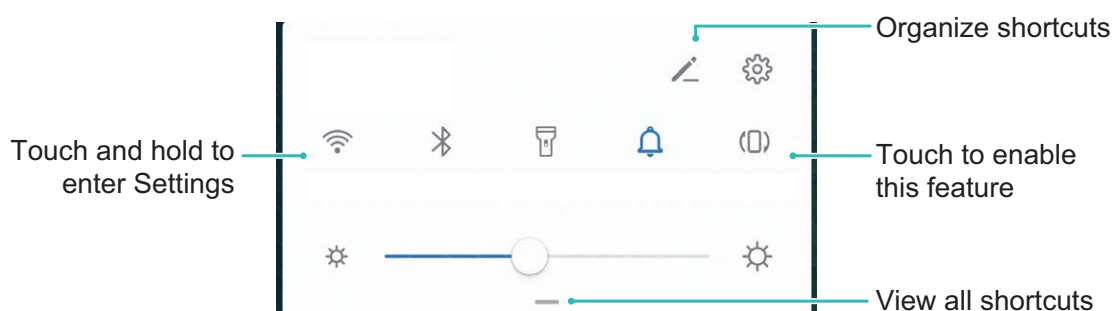 Organize shortcuts
Touch and hold to
enter Settings
Touch to enable
this feature
View all shortcuts